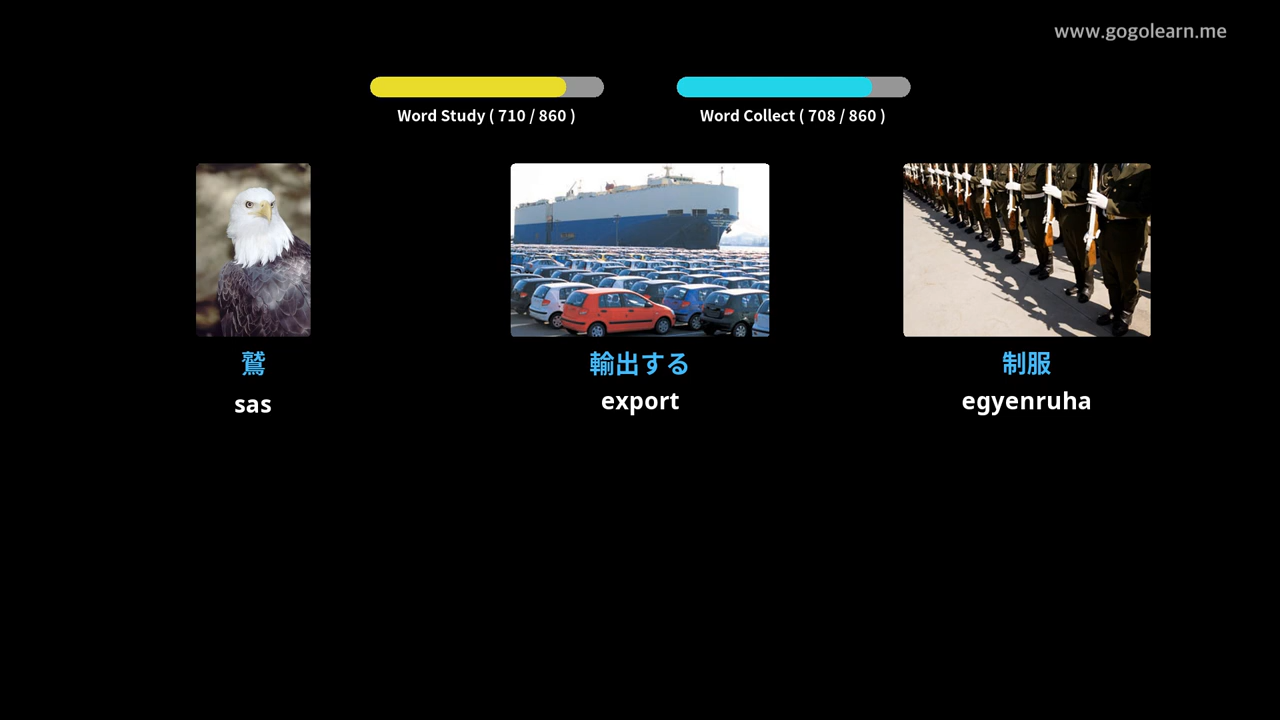 www.gogolearn.me
Word Study ( 710 / 860 )
Word Collect ( 708 / 860 )
鷲
輸出する
制服
sas
export
egyenruha